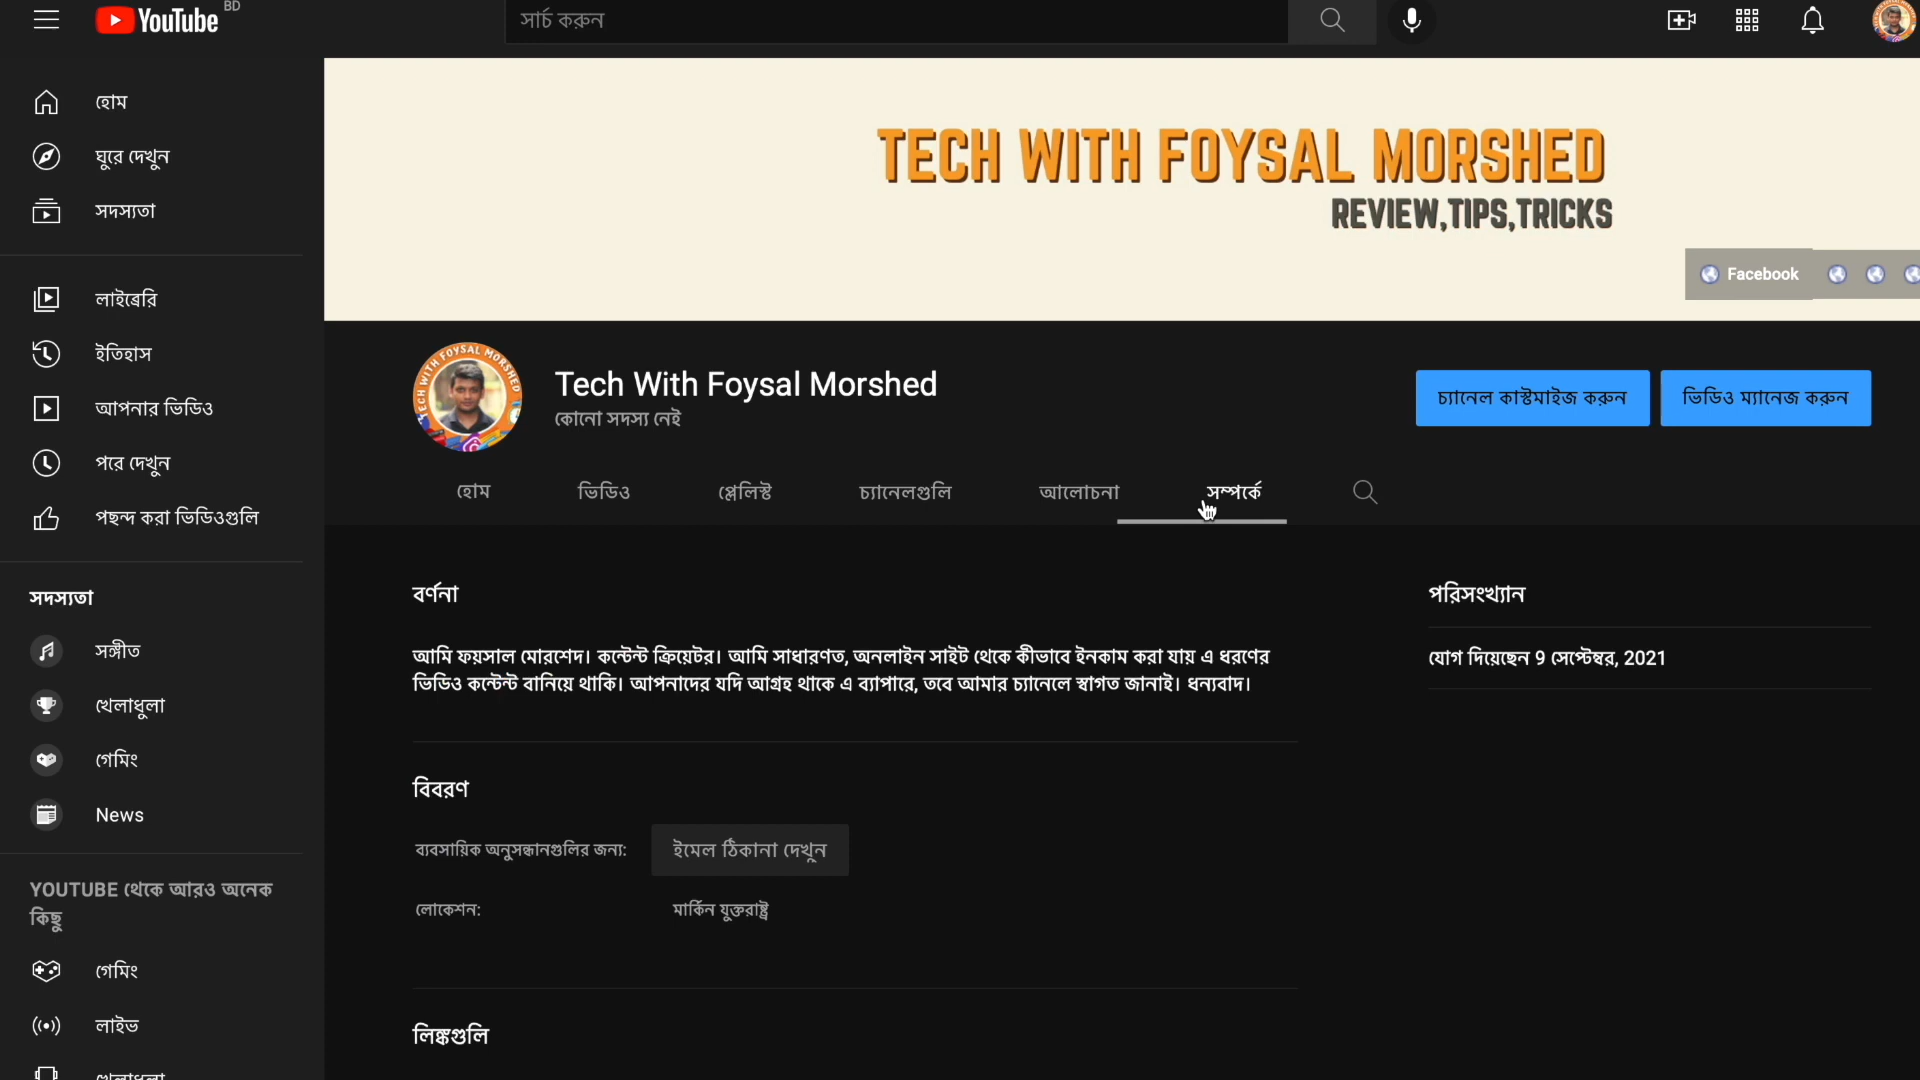 YouTube BD
সার্চ করুন
হোম
ঘুরে দেখুন
সদস্যতা
লাইব্রেরি
ইতিহাস
আপনার ভিডিও
পরে দেখুন
পছন্দ করা ভিডিওগুলি
সদস্যতা
সঙ্গীত
খেলাধুলা
গেমিং
News
YOUTUBE থেকে আরও অনেক
কিছু
গেমিং
লাইভ
খেলাধুলা
TECH WITH FOYSAL MORSHED
REVIEW,TIPS,TRICKS
Facebook
TECH WITH FOYSAL MORSHED
Tech With Foysal Morshed
কোনো সদস্য নেই
চ্যানেল কাস্টমাইজ করুন
ভিডিও ম্যানেজ করুন
হোম
ভিডিও
প্লেলিস্ট
চ্যানেলগুলি
আলোচনা
সম্পর্কে
বর্ণনা
আমি ফয়সাল মোরশেদ। কন্টেন্ট ক্রিয়েটর। আমি সাধারণত, অনলাইন সাইট থেকে কীভাবে ইনকাম করা যায় এ ধরণের
ভিডিও কন্টেন্ট বানিয়ে থাকি। আপনাদের যদি আগ্রহ থাকে এ ব্যাপারে, তবে আমার চ্যানেলে স্বাগত জানাই। ধন্যবাদ।
বিবরণ
ব্যবসায়িক অনুসন্ধানগুলির জন্য:
ইমেল ঠিকানা দেখুন
লোকেশন:
মার্কিন যুক্তরাষ্ট্র
লিঙ্কগুলি
পরিসংখ্যান
যোগ দিয়েছেন 9 সেপ্টেম্বর, 2021